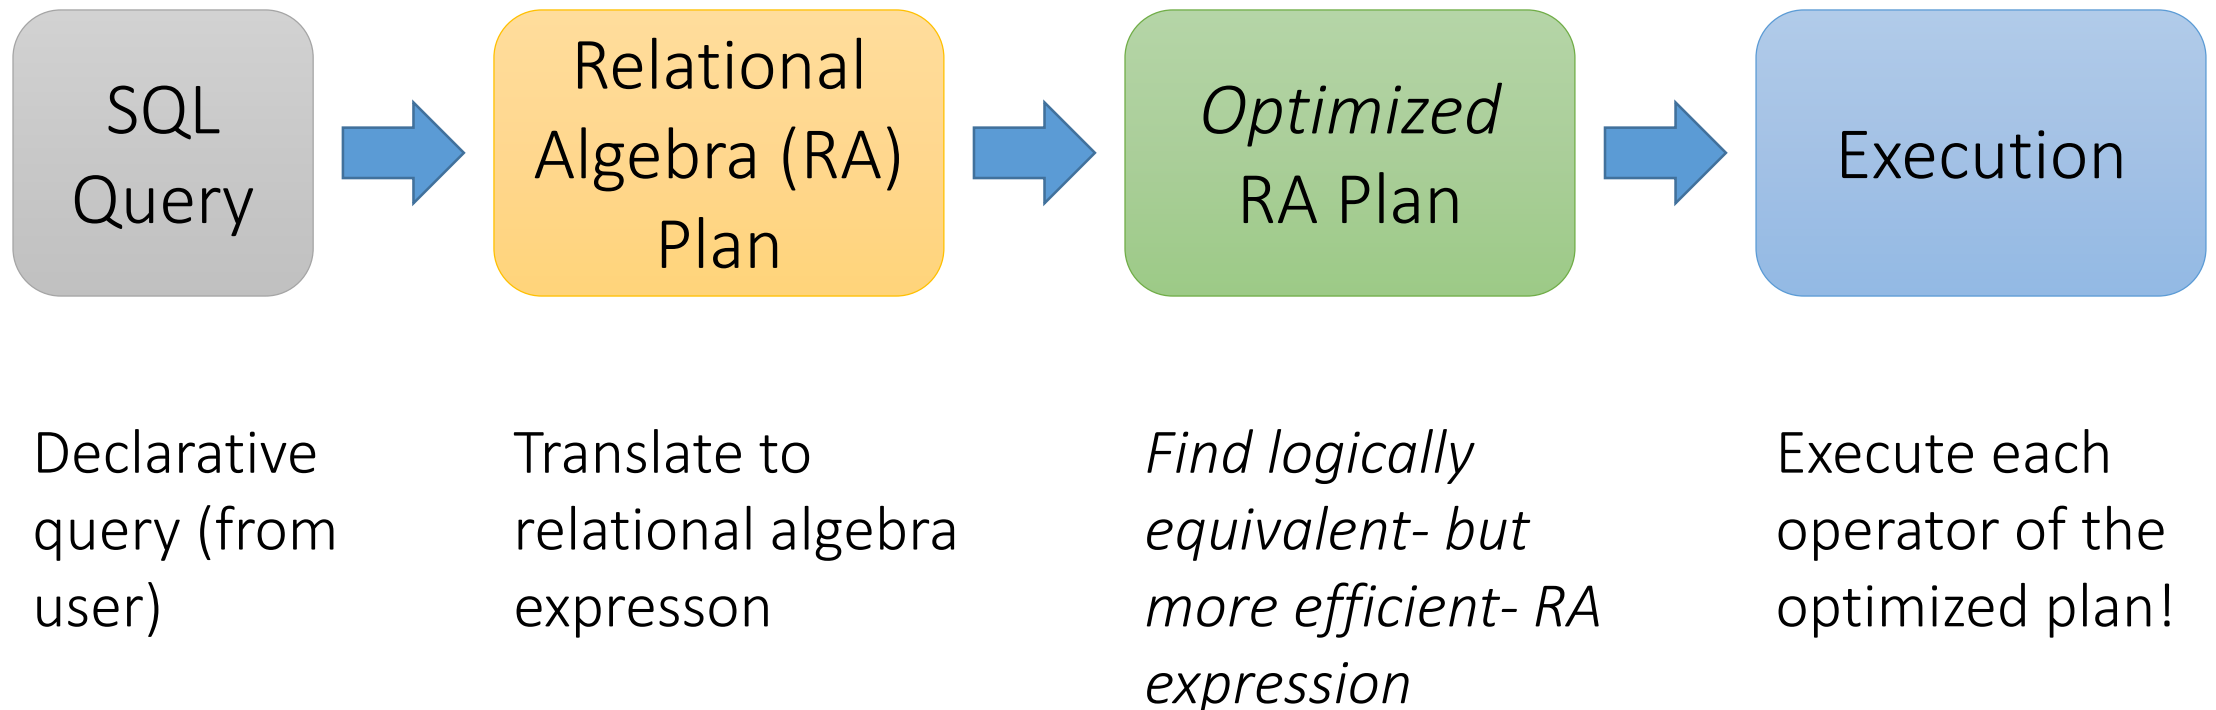 SQL
Query
Relational
Algebra (RA)
Plan
Optimized
RA Plan
Execution
Declarative
query (from
user)
Translate to
relational algebra
expresson
Find logically
equivalent- but
more efficient- RA
expression
Execute each
operator of the
optimized plan!